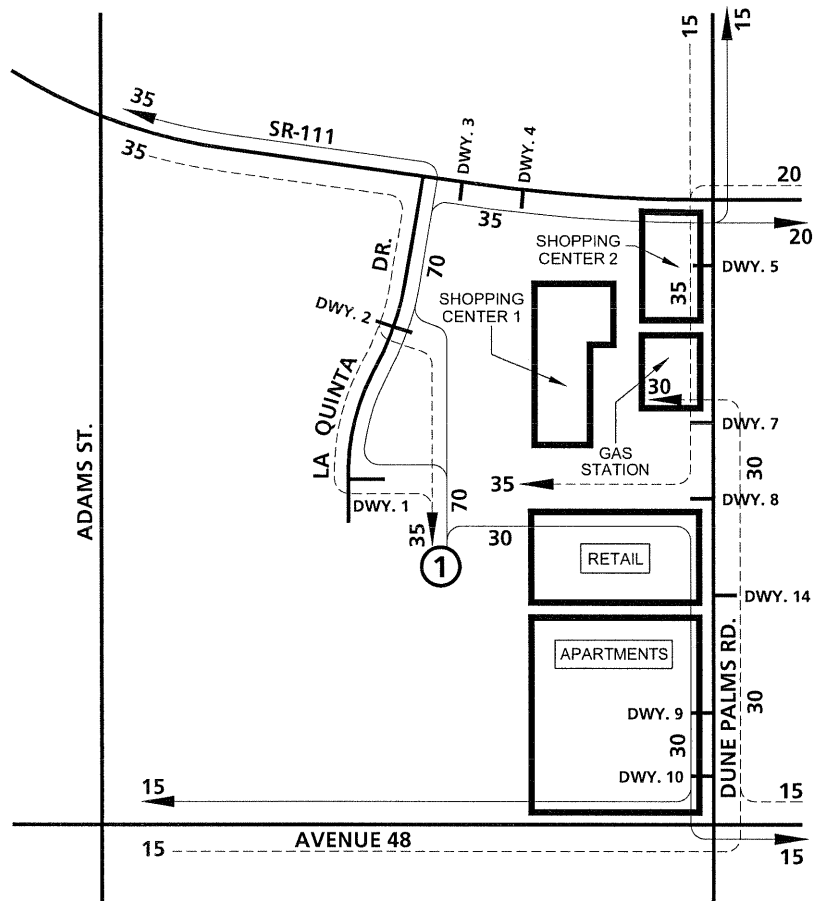 15
15
35
SR-111
DWY. 3
DWY. 4
35
20
35
20
DR.
70
SHOPPING
CENTER 2
DWY. 5
DWY. 2
SHOPPING
CENTER 1
35
LA QUINTA
30
DWY. 7
GAS
STATION
30
ADAMS ST.
35
DWY. 1
70
DWY. 8
35
30
1
RETAIL
DWY. 14
APARTMENTS
DUNE PALMS RD.
30
DWY. 9
30
DWY. 10
15
15
AVENUE 48
15
15